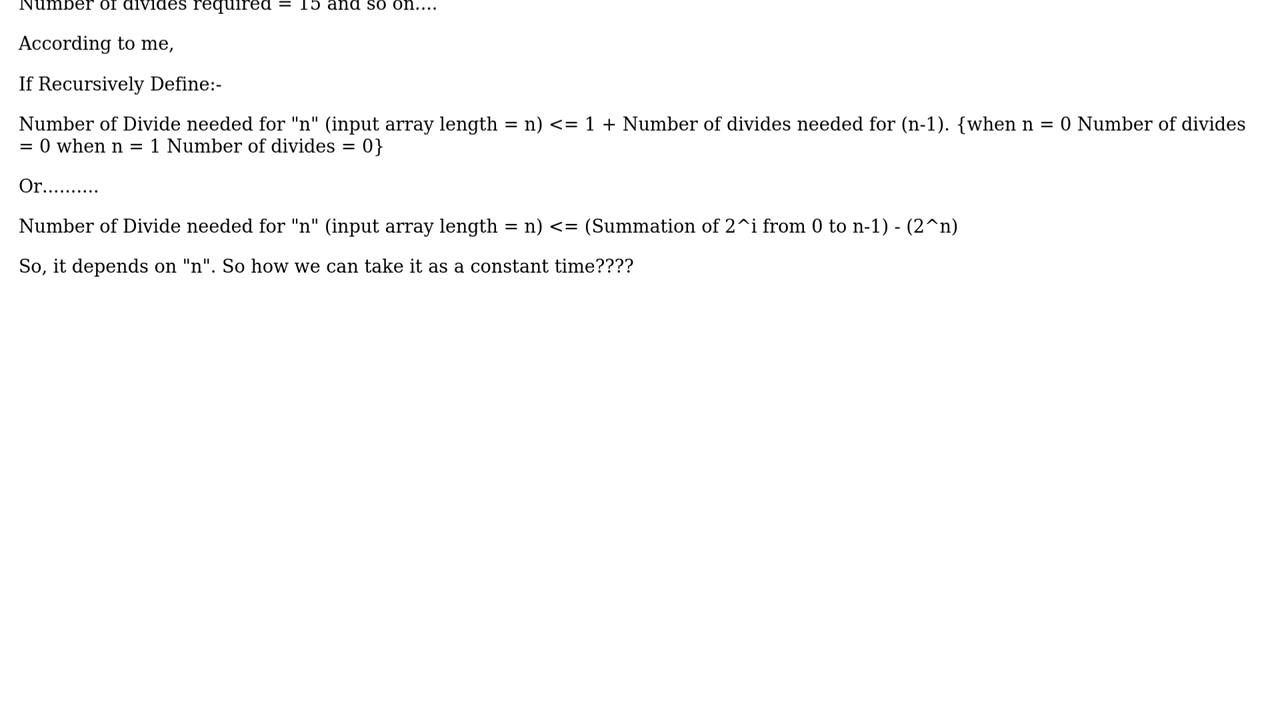 Number of divides required = 15 and so on....
According to me,
If Recursively Define:-
Number of Divide needed for "n" (input array length = n) <= 1 + Number of divides needed for (n-1). {when n = 0 Number of divides
= 0 when n = 1 Number of divides = 0}
Or..........
Number of Divide needed for "n" (input array length = n) <= (Summation of 2^i from 0 to n-1) - (2^n)
So, it depends on "n". So how we can take it as a constant time????